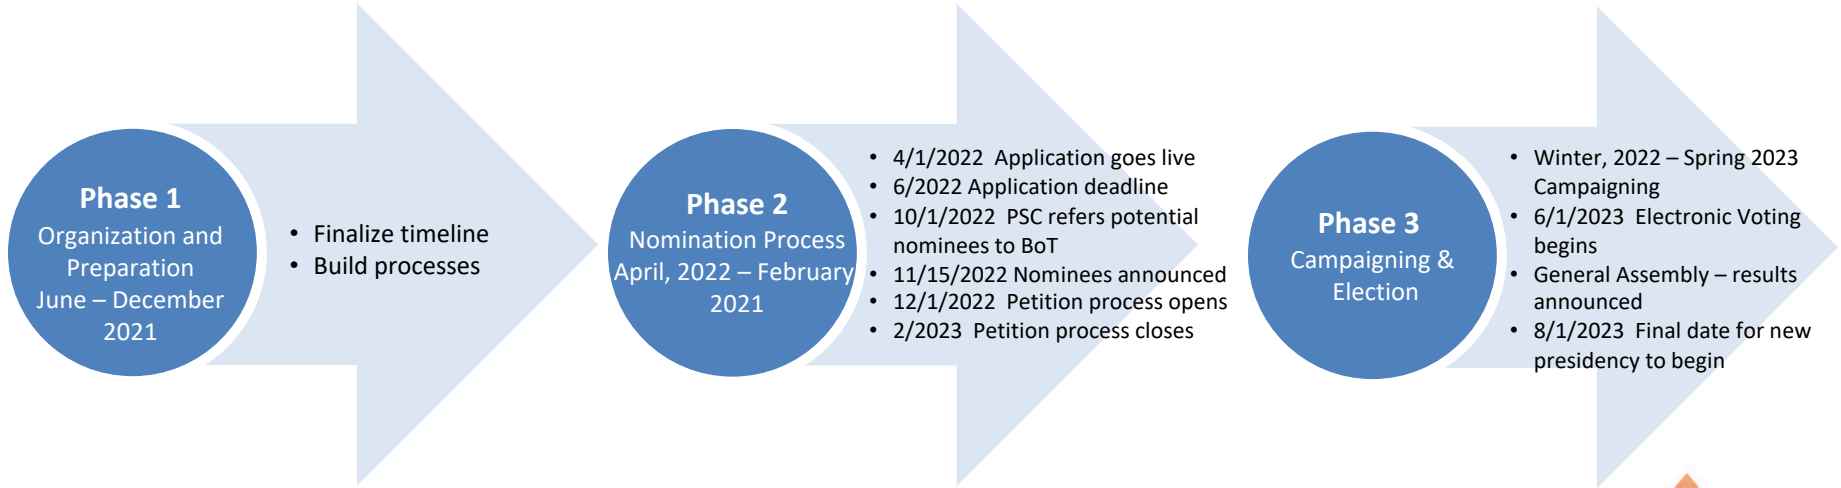 Phase 1
Organization and
Preparation
June – December
2021
• Finalize timeline
• Build processes
Phase 2
Nomination Process
April, 2022 – February
2021
• 4/1/2022 Application goes live
• 6/2022 Application deadline
• 10/1/2022 PSC refers potential
nominees to BoT
• 11/15/2022 Nominees announced
• 12/1/2022 Petition process opens
• 2/2023 Petition process closes
Phase 3
Campaigning &
Election
• Winter, 2022 – Spring 2023
Campaigning
• 6/1/2023 Electronic Voting
begins
• General Assembly – results
announced
• 8/1/2023 Final date for new
presidency to begin